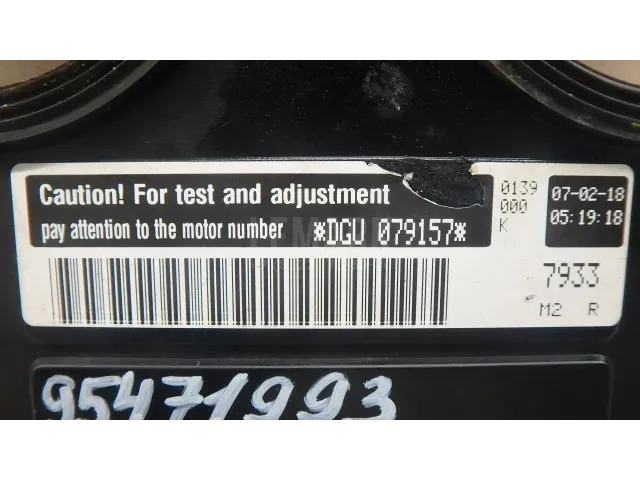 Caution! For test and adjustment
pay attention to the motor number *DGU 079157*
0139
000
K
07-02-18
05:19:18
7933
M2 R
95471993